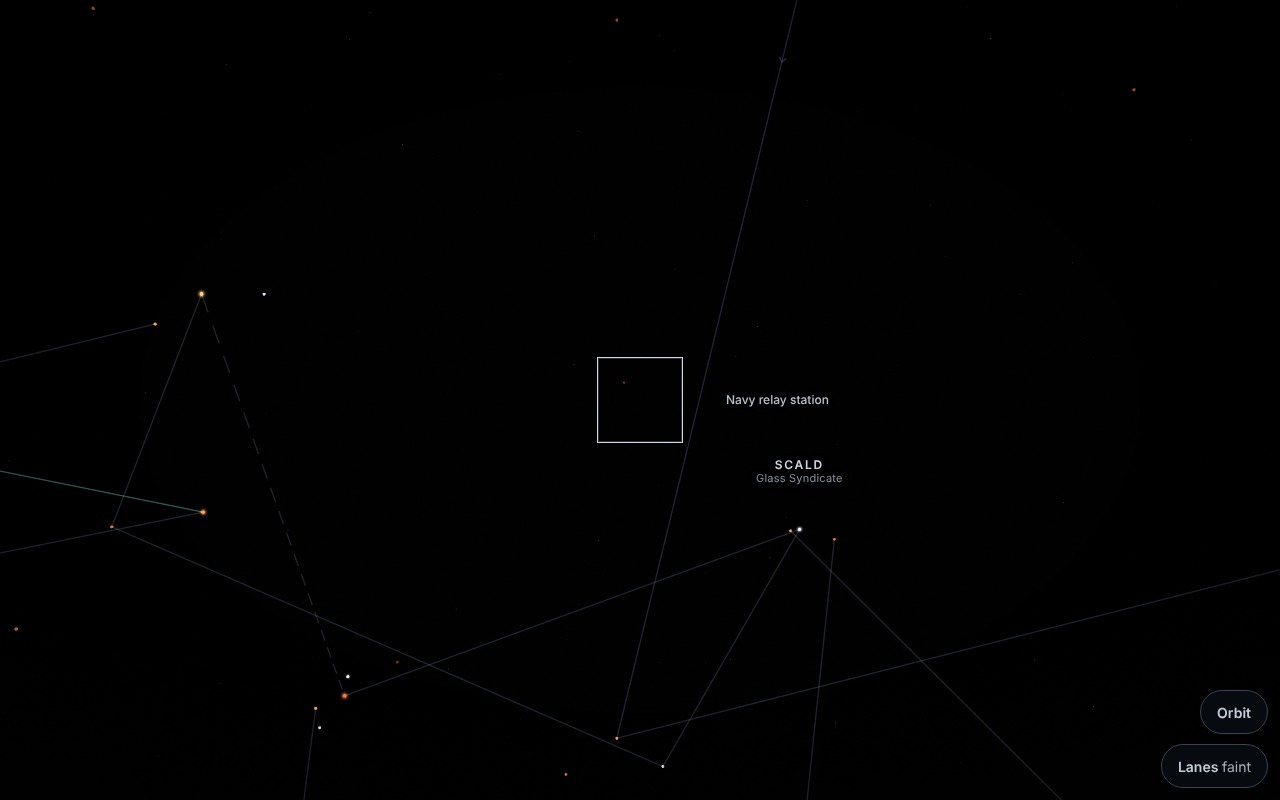 Navy relay station
SCALD
Glass Syndicate
Orbit
Lanes faint